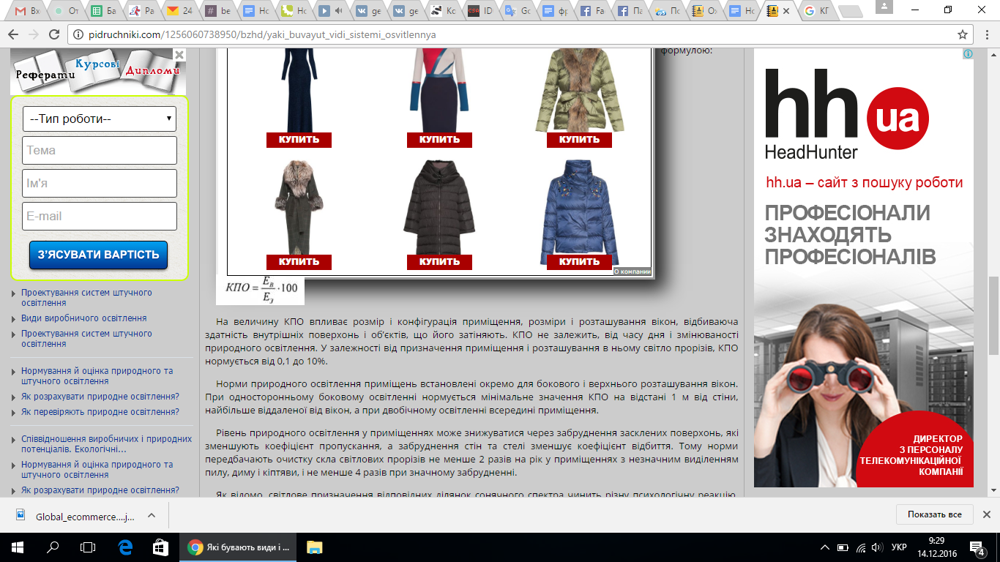 Вх
От
Ба
Ра
24
be
Но
де
де
Кс
ID
Go
фр
Fa
Па
По
Ох
Но
КГ
pidruchniki.com/1256060738950/bzhd/yaki_buvayut_vidi_sistemi_osvitlennya
Реферати Курсові Дипломи
--Тип роботи--
Тема
Ім'я
E-mail
З'ЯСУВАТИ ВАРТІСТЬ
Проектування систем штучного
освітлення
Види виробничого освітлення
Проектування систем штучного
освітлення
Нормування й оцінка природного та
штучного освітлення
Як розрахувати природне освітлення?
Як перевіряють природне освітлення?
Співвідношення виробничих і природних
потенціалів. Екологічні...
Нормування й оцінка природного та
штучного освітлення
Як розрахувати природне освітлення?
формулою:
КУПИТЬ КУПИТЬ КУПИТЬ
КУПИТЬ КУПИТЬ КУПИТЬ
О компании
КПО = Eв / Eз ·100
На величину КПО впливає розмір і конфігурація приміщення, розміри і розташування вікон, відбиваюча
здатність внутрішніх поверхонь і об'єктів, що його затіняють. КПО не залежить, від часу дня і змінюваності
природного освітлення. У залежності від призначення приміщення і розташування в ньому світло прорізів, КПО
нормується від 0,1 до 10%.
Норми природного освітлення приміщень встановлені окремо для бокового і верхнього розташування вікон.
При односторонньому боковому освітленні нормується мінімальне значення КПО на відстані 1 м від стіни,
найбільше віддаленої від вікон, а при двобічному освітленні всередині приміщення.
Рівень природного освітлення у приміщеннях може знижуватися через забруднення засклених поверхонь, які
зменшують коефіцієнт пропускання, а забруднення стін та стелі зменшує коефіцієнт відбиття. Тому норми
передбачають очистку скла світлових прорізів не менше 2 разів на рік у приміщеннях з незначним виділенням
пилу, диму і кіптяви, і не менше 4 разів при значному забрудненні.
Як відомо, світлове призначення відповідних ділянок сонячного спектра чинить різну психологічну реакцію.
hh ua
HeadHunter
hh.ua – сайт з пошуку роботи
ПРОФЕСІОНАЛИ
ЗНАХОДЯТЬ
ПРОФЕСІОНАЛІВ
ДИРЕКТОР
З ПЕРСОНАЛУ
ТЕЛЕКОМУНІКАЦІЙНОЇ
КОМПАНІЇ
Global_ecommerce....j...
Показать все
Які бувають види і ...
УКР
9:29
14.12.2016
4